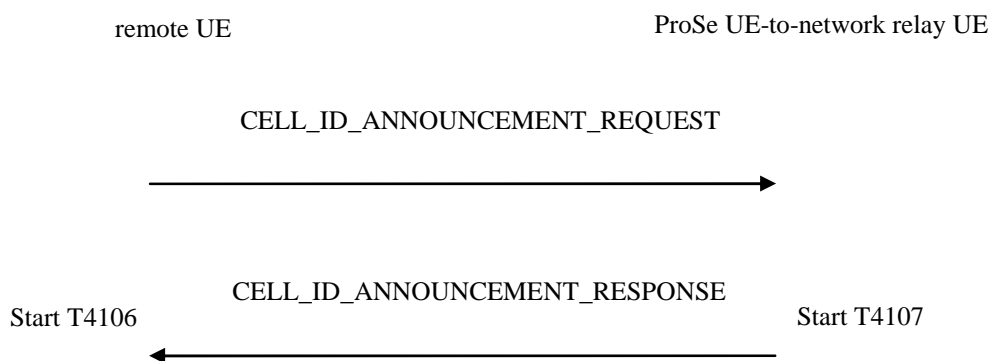 remote UE
ProSe UE-to-network relay UE
CELL_ID_ANNOUNCEMENT_REQUEST
CELL_ID_ANNOUNCEMENT_RESPONSE
Start T4106
Start T4107